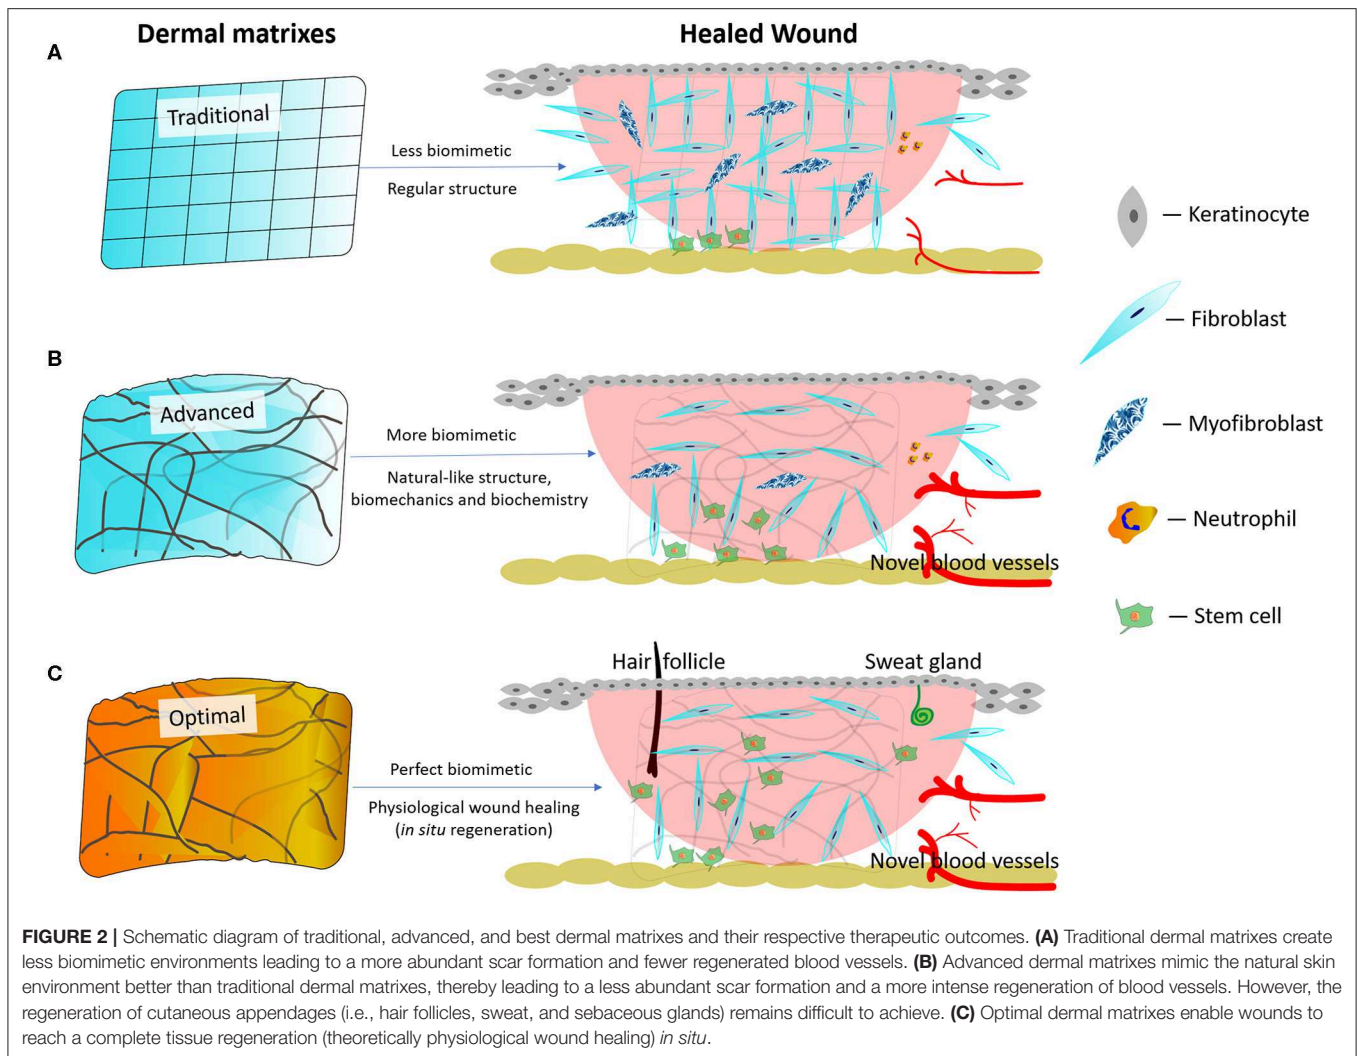 Dermal matrixes
Healed Wound
A
Traditional
Less biomimetic
Regular structure
— Keratinocyte
— Fibroblast
B
Advanced
More biomimetic
Natural-like structure,
biomechanics and biochemistry
Novel blood vessels
— Myofibroblast
— Neutrophil
— Stem cell
C
Optimal
Perfect biomimetic
Physiological wound healing
(in situ regeneration)
Hair follicle
Sweat gland
Novel blood vessels
FIGURE 2 | Schematic diagram of traditional, advanced, and best dermal matrixes and their respective therapeutic outcomes. (A) Traditional dermal matrixes create
less biomimetic environments leading to a more abundant scar formation and fewer regenerated blood vessels. (B) Advanced dermal matrixes mimic the natural skin
environment better than traditional dermal matrixes, thereby leading to a less abundant scar formation and a more intense regeneration of blood vessels. However, the
regeneration of cutaneous appendages (i.e., hair follicles, sweat, and sebaceous glands) remains difficult to achieve. (C) Optimal dermal matrixes enable wounds to
reach a complete tissue regeneration (theoretically physiological wound healing) in situ.